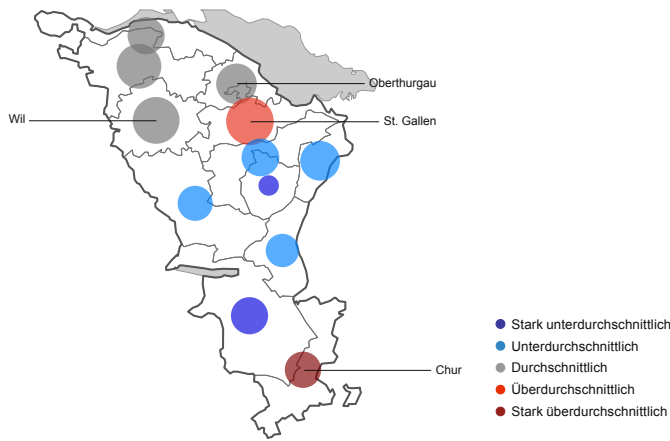 Oberthurgau
Wil
St. Gallen
Chur
Stark unterdurchschnittlich
Unterdurchschnittlich
Durchschnittlich
Überdurchschnittlich
Stark überdurchschnittlich